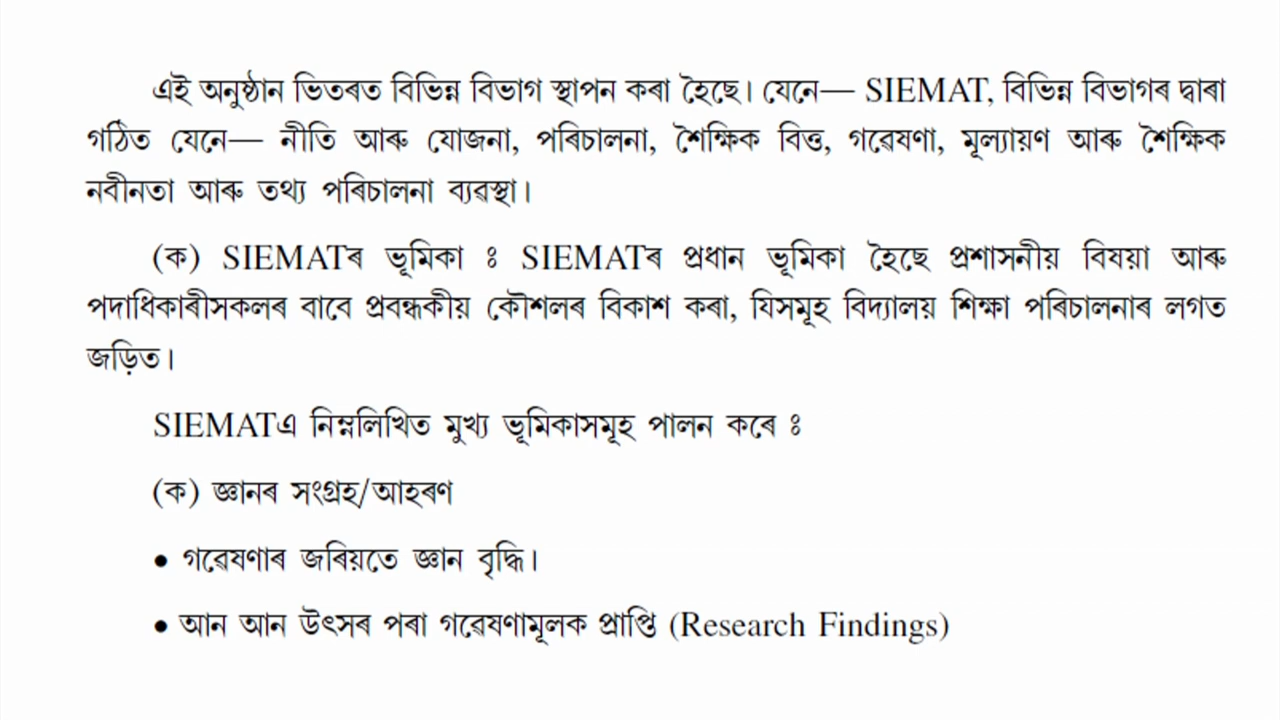 এই অনুষ্ঠান ভিতৰত বিভিন্ন বিভাগ স্থাপন কৰা হৈছে। যেনে— SIEMAT, বিভিন্ন বিভাগৰ দ্বাৰা
গঠিত যেনে— নীতি আৰু যোজনা, পৰিচালনা, শৈক্ষিক বিত্ত, গৱেষণা, মূল্যায়ণ আৰু শৈক্ষিক
নবীনতা আৰু তথ্য পৰিচালনা ব্যৱস্থা।
(ক) SIEMATৰ ভূমিকা ঃ SIEMATৰ প্ৰধান ভূমিকা হৈছে প্ৰশাসনীয় বিষয়া আৰু
পদাধিকাৰীসকলৰ বাবে প্ৰবন্ধকীয় কৌশলৰ বিকাশ কৰা, যিসমূহ বিদ্যালয় শিক্ষা পৰিচালনাৰ লগত
জড়িত।
SIEMATএ নিম্নলিখিত মুখ্য ভূমিকাসমূহ পালন কৰে ঃ
(ক) জ্ঞানৰ সংগ্ৰহ/আহৰণ
• গৱেষণাৰ জৰিয়তে জ্ঞান বৃদ্ধি।
• আন আন উৎসৰ পৰা গৱেষণামূলক প্ৰাপ্তি (Research Findings)